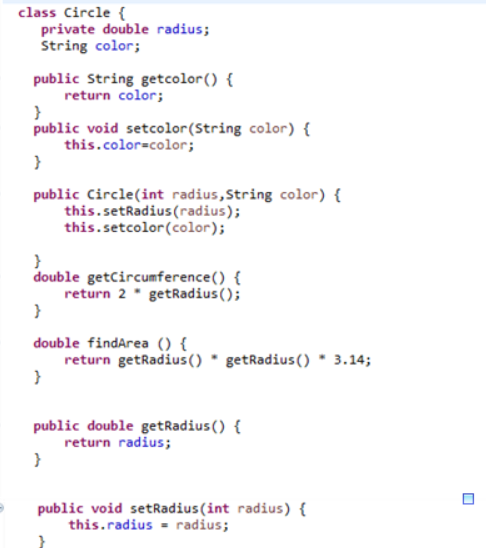 class Circle {
private double radius;
String color;
public String getcolor() {
return color;
}
public void setcolor(String color) {
this.color=color;
}
public Circle(int radius,String color) {
this.setRadius(radius);
this.setcolor(color);
}
double getCircumference() {
return 2 * getRadius();
}
double findArea () {
return getRadius() * getRadius() * 3.14;
}
public double getRadius() {
return radius;
}
public void setRadius(int radius) {
this.radius = radius;
}